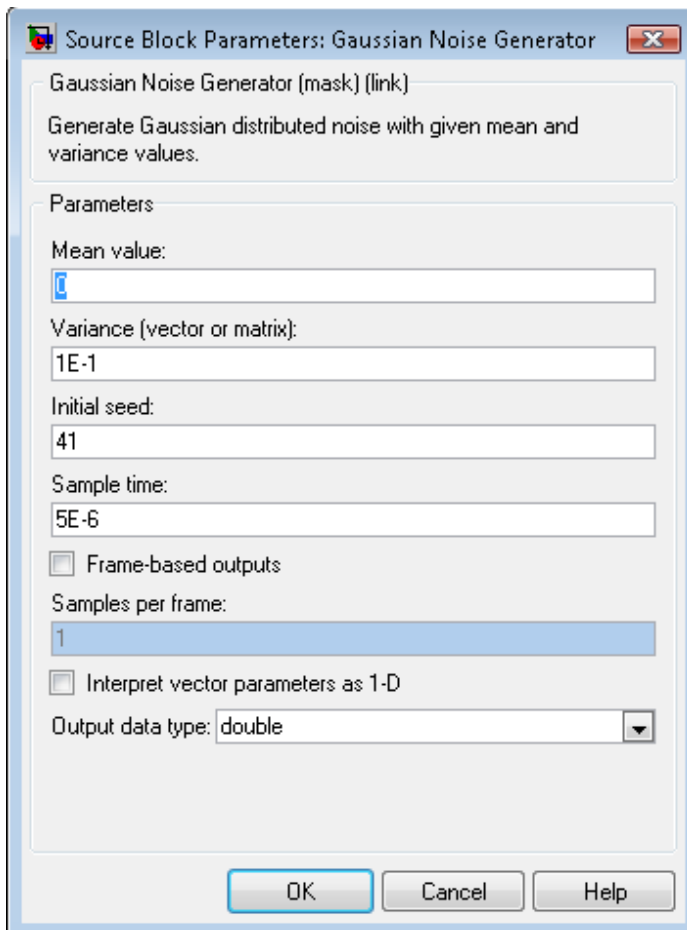 Source Block Parameters: Gaussian Noise Generator
Gaussian Noise Generator (mask) (link)
Generate Gaussian distributed noise with given mean and
variance values.
Parameters
Mean value:
0
Variance (vector or matrix):
1E-1
Initial seed:
41
Sample time:
5E-6
Frame-based outputs
Samples per frame:
1
Interpret vector parameters as 1-D
Output data type: double
OK Cancel Help